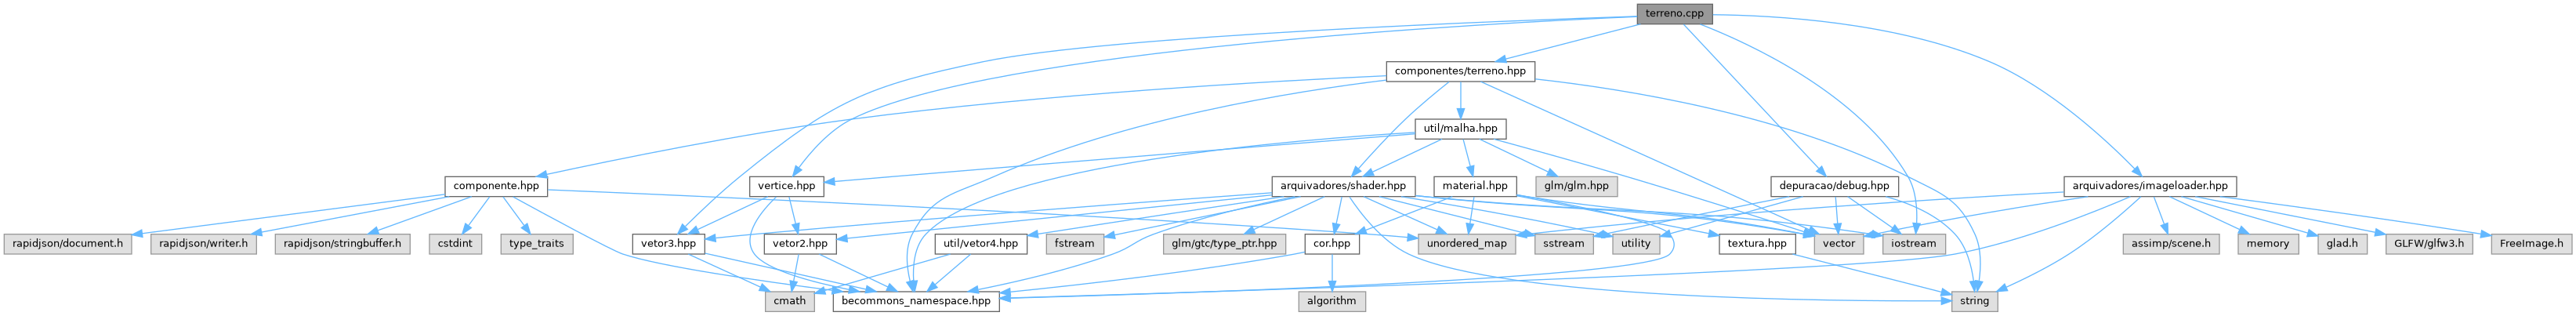 terreno.cpp
componentes/terreno.hpp
util/malha.hpp
componente.hpp
vertice.hpp
arquivadores/shader.hpp
material.hpp
glm/glm.hpp
depuracao/debug.hpp
arquivadores/imageloader.hpp
rapidjson/document.h
rapidjson/writer.h
rapidjson/stringbuffer.h
cstdint
type_traits
vetor3.hpp
vetor2.hpp
util/vetor4.hpp
fstream
glm/gtc/type_ptr.hpp
cor.hpp
unordered_map
sstream
utility
textura.hpp
vector
iostream
assimp/scene.h
memory
glad.h
GLFW/glfw3.h
FreeImage.h
cmath
becommons_namespace.hpp
algorithm
string